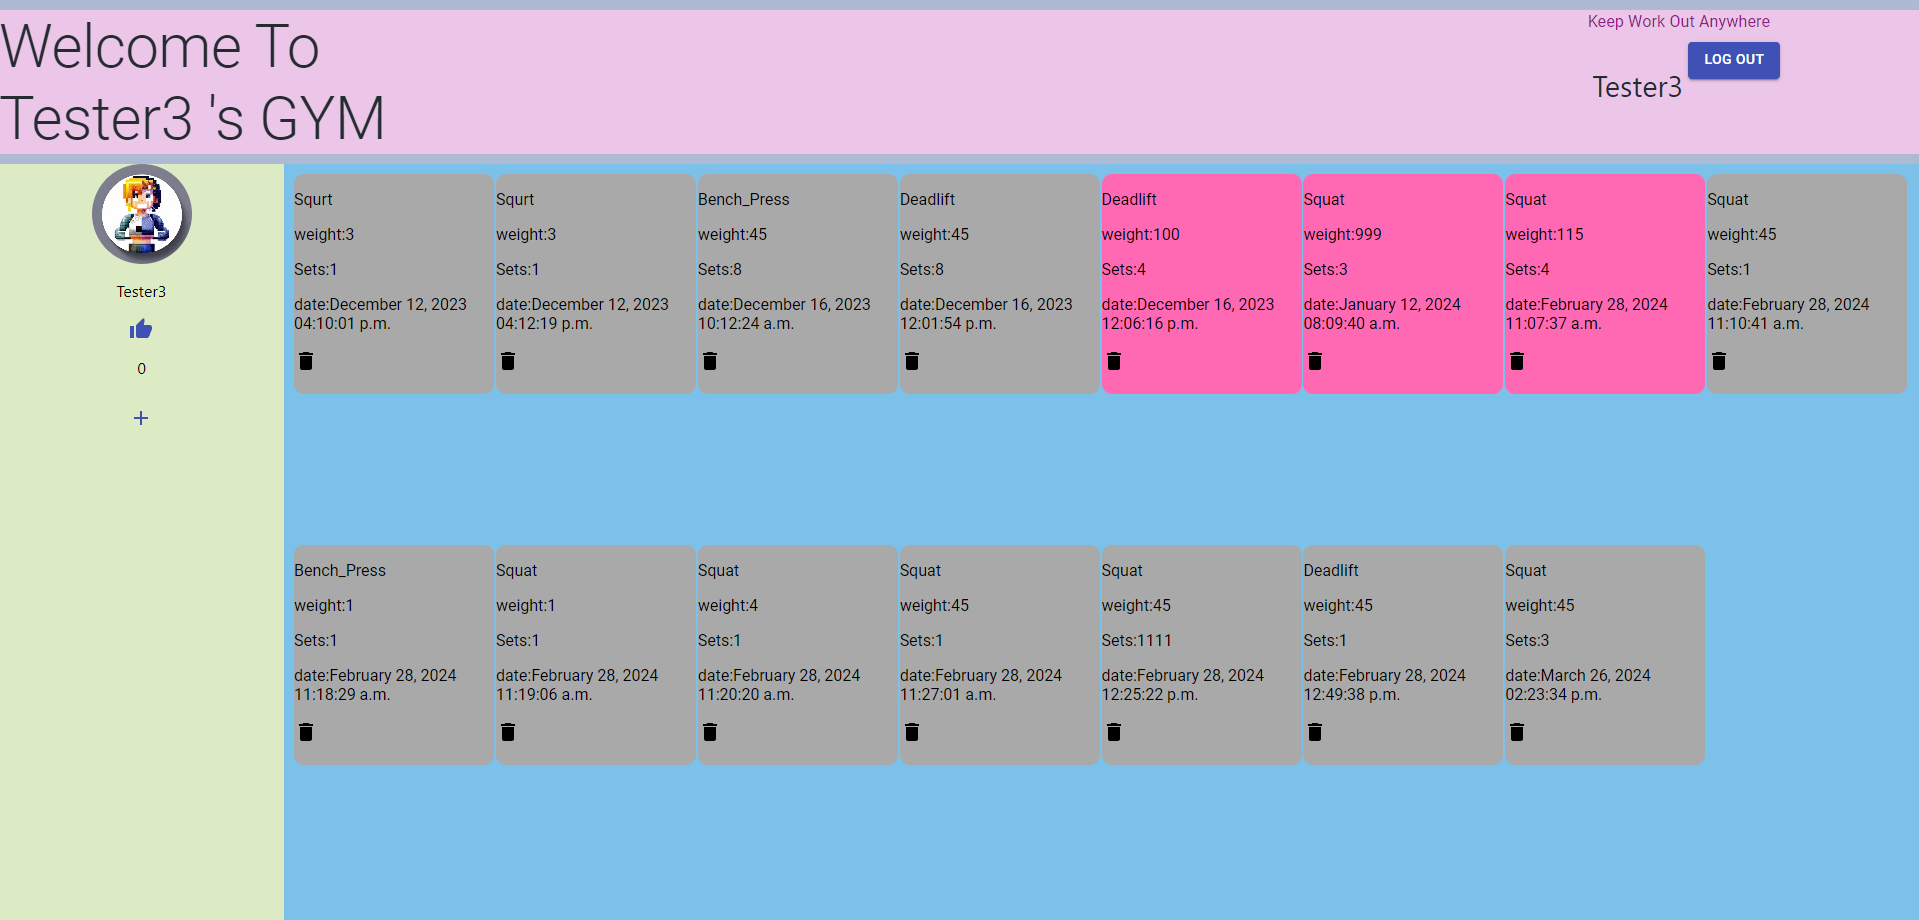 Welcome To
Tester3 's GYM
Keep Work Out Anywhere
Tester3
LOG OUT
Tester3
0
Squrt
weight:3
Sets:1
date:December 12, 2023
04:10:01 p.m.
Squrt
weight:3
Sets:1
date:December 12, 2023
04:12:19 p.m.
Bench_Press
weight:45
Sets:8
date:December 16, 2023
10:12:24 a.m.
Deadlift
weight:45
Sets:8
date:December 16, 2023
12:01:54 p.m.
Deadlift
weight:100
Sets:4
date:December 16, 2023
12:06:16 p.m.
Squat
weight:999
Sets:3
date:January 12, 2024
08:09:40 a.m.
Squat
weight:115
Sets:4
date:February 28, 2024
11:07:37 a.m.
Squat
weight:45
Sets:1
date:February 28, 2024
11:10:41 a.m.
Bench_Press
weight:1
Sets:1
date:February 28, 2024
11:18:29 a.m.
Squat
weight:1
Sets:1
date:February 28, 2024
11:19:06 a.m.
Squat
weight:4
Sets:1
date:February 28, 2024
11:20:20 a.m.
Squat
weight:45
Sets:1
date:February 28, 2024
11:27:01 a.m.
Squat
weight:45
Sets:1111
date:February 28, 2024
12:25:22 p.m.
Deadlift
weight:45
Sets:1
date:February 28, 2024
12:49:38 p.m.
Squat
weight:45
Sets:3
date:March 26, 2024
02:23:34 p.m.